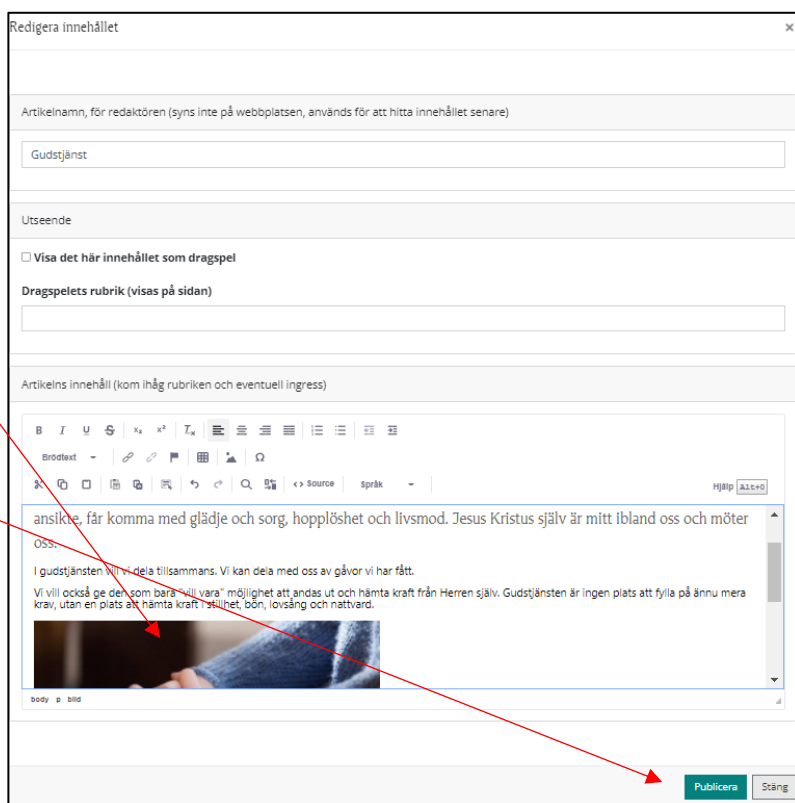 Redigera innehållet ×
Artikelnamn, för redaktören (syns inte på webbplatsen, används för att hitta innehållet senare)
Gudstjänst
Utseende
Visa det här innehållet som dragspel
Dragspelets rubrik (visas på sidan)
Artikelns innehåll (kom ihåg rubriken och eventuell ingress)
B I U S x₂ x² Tx
Brödtext Ω
Source Språk Hjälp Alt+0
ansikte, får komma med glädje och sorg, hopplöshet och livsmod. Jesus Kristus själv är mitt ibland oss och möter
oss.
I gudstjänsten vill vi dela tillsammans. Vi kan dela med oss av gåvor vi har fått.
Vi vill också ge den som bara "vill vara" möjlighet att andas ut och hämta kraft från Herren själv. Gudstjänsten är ingen plats att fylla på ännu mera
krav, utan en plats att hämta kraft i stillhet, bön, lovsång och nattvard.
body p bild
Publicera Stäng